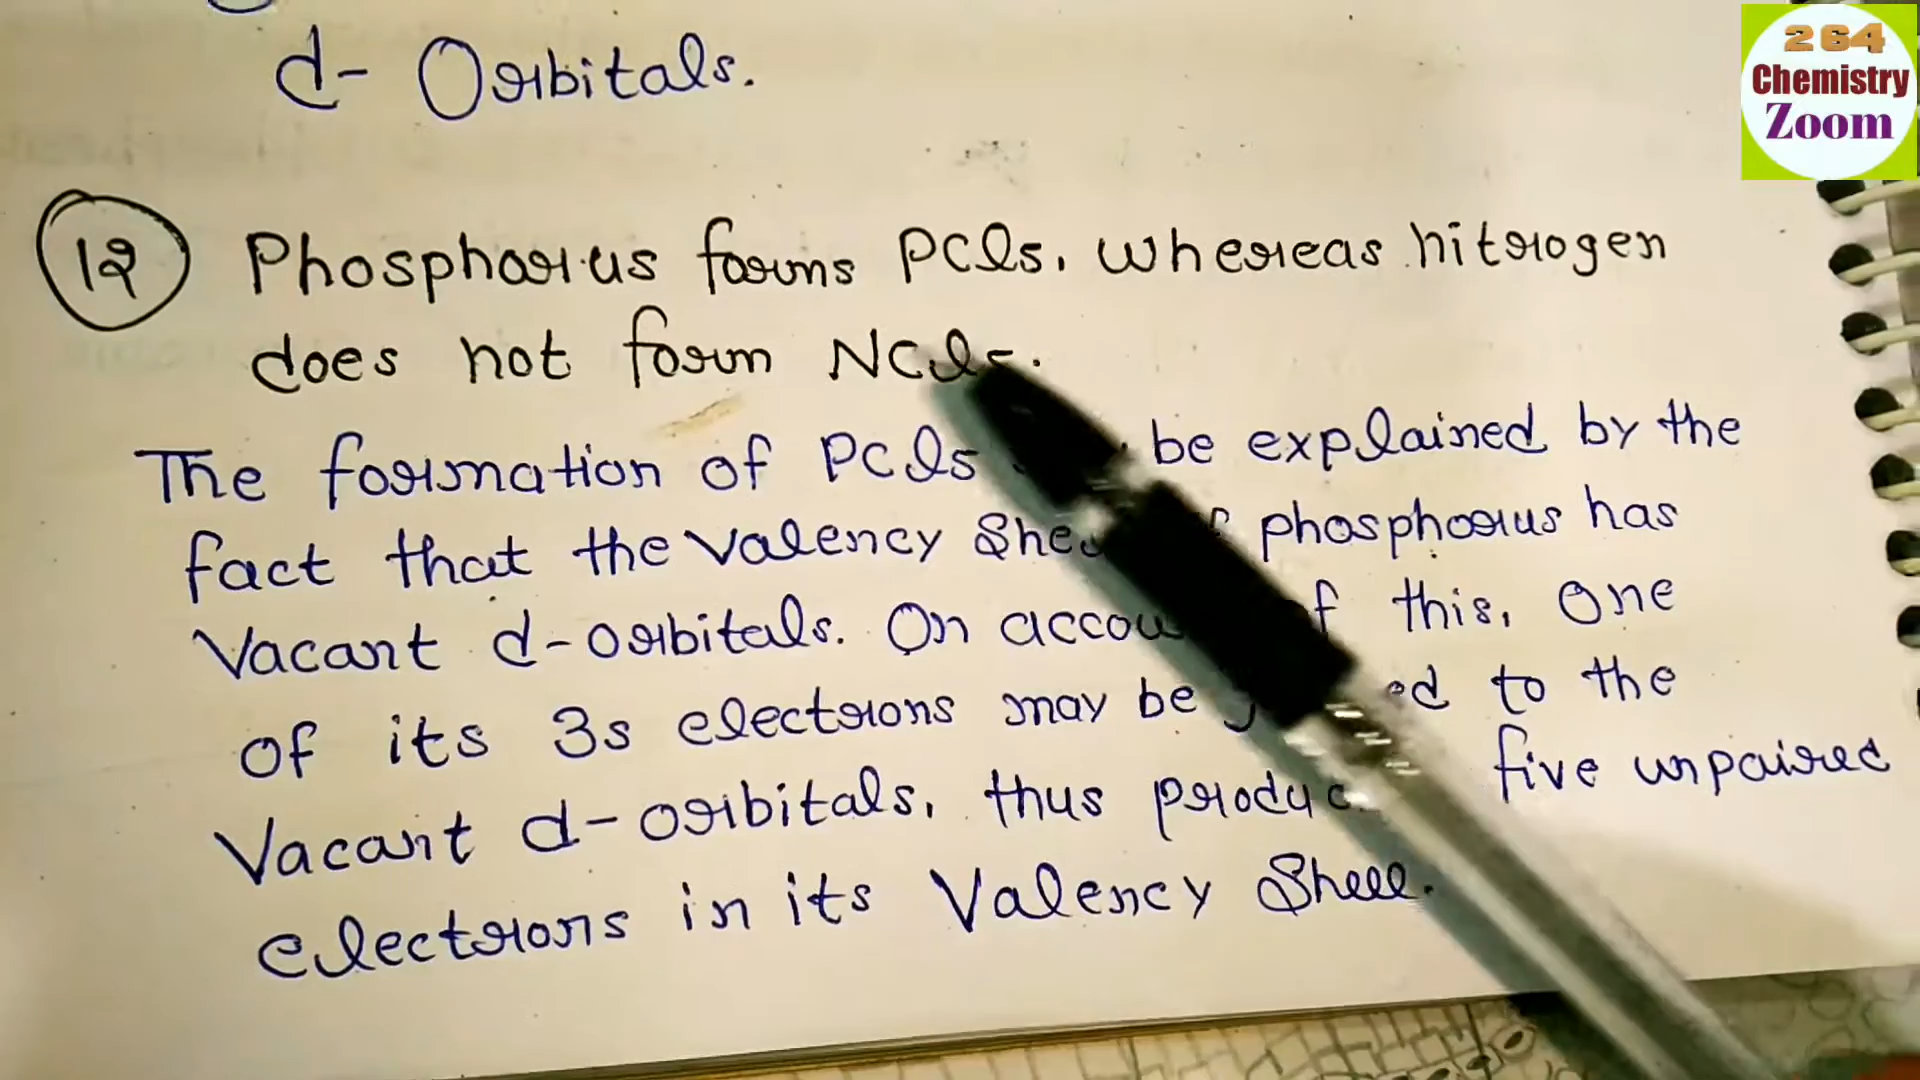 d- Orbitals.
264
Chemistry
Zoom
12 Phosphorus forms PCl5, whereas nitrogen
does not form NCl5.
The formation of PCl5 be explained by the
fact that the valency phosphorus has
Vacant d-orbitals. On of this, One
of its 3s electrons may be to the
Vacant d-orbitals, thus five unpaired
electrons in its Valency Shell.